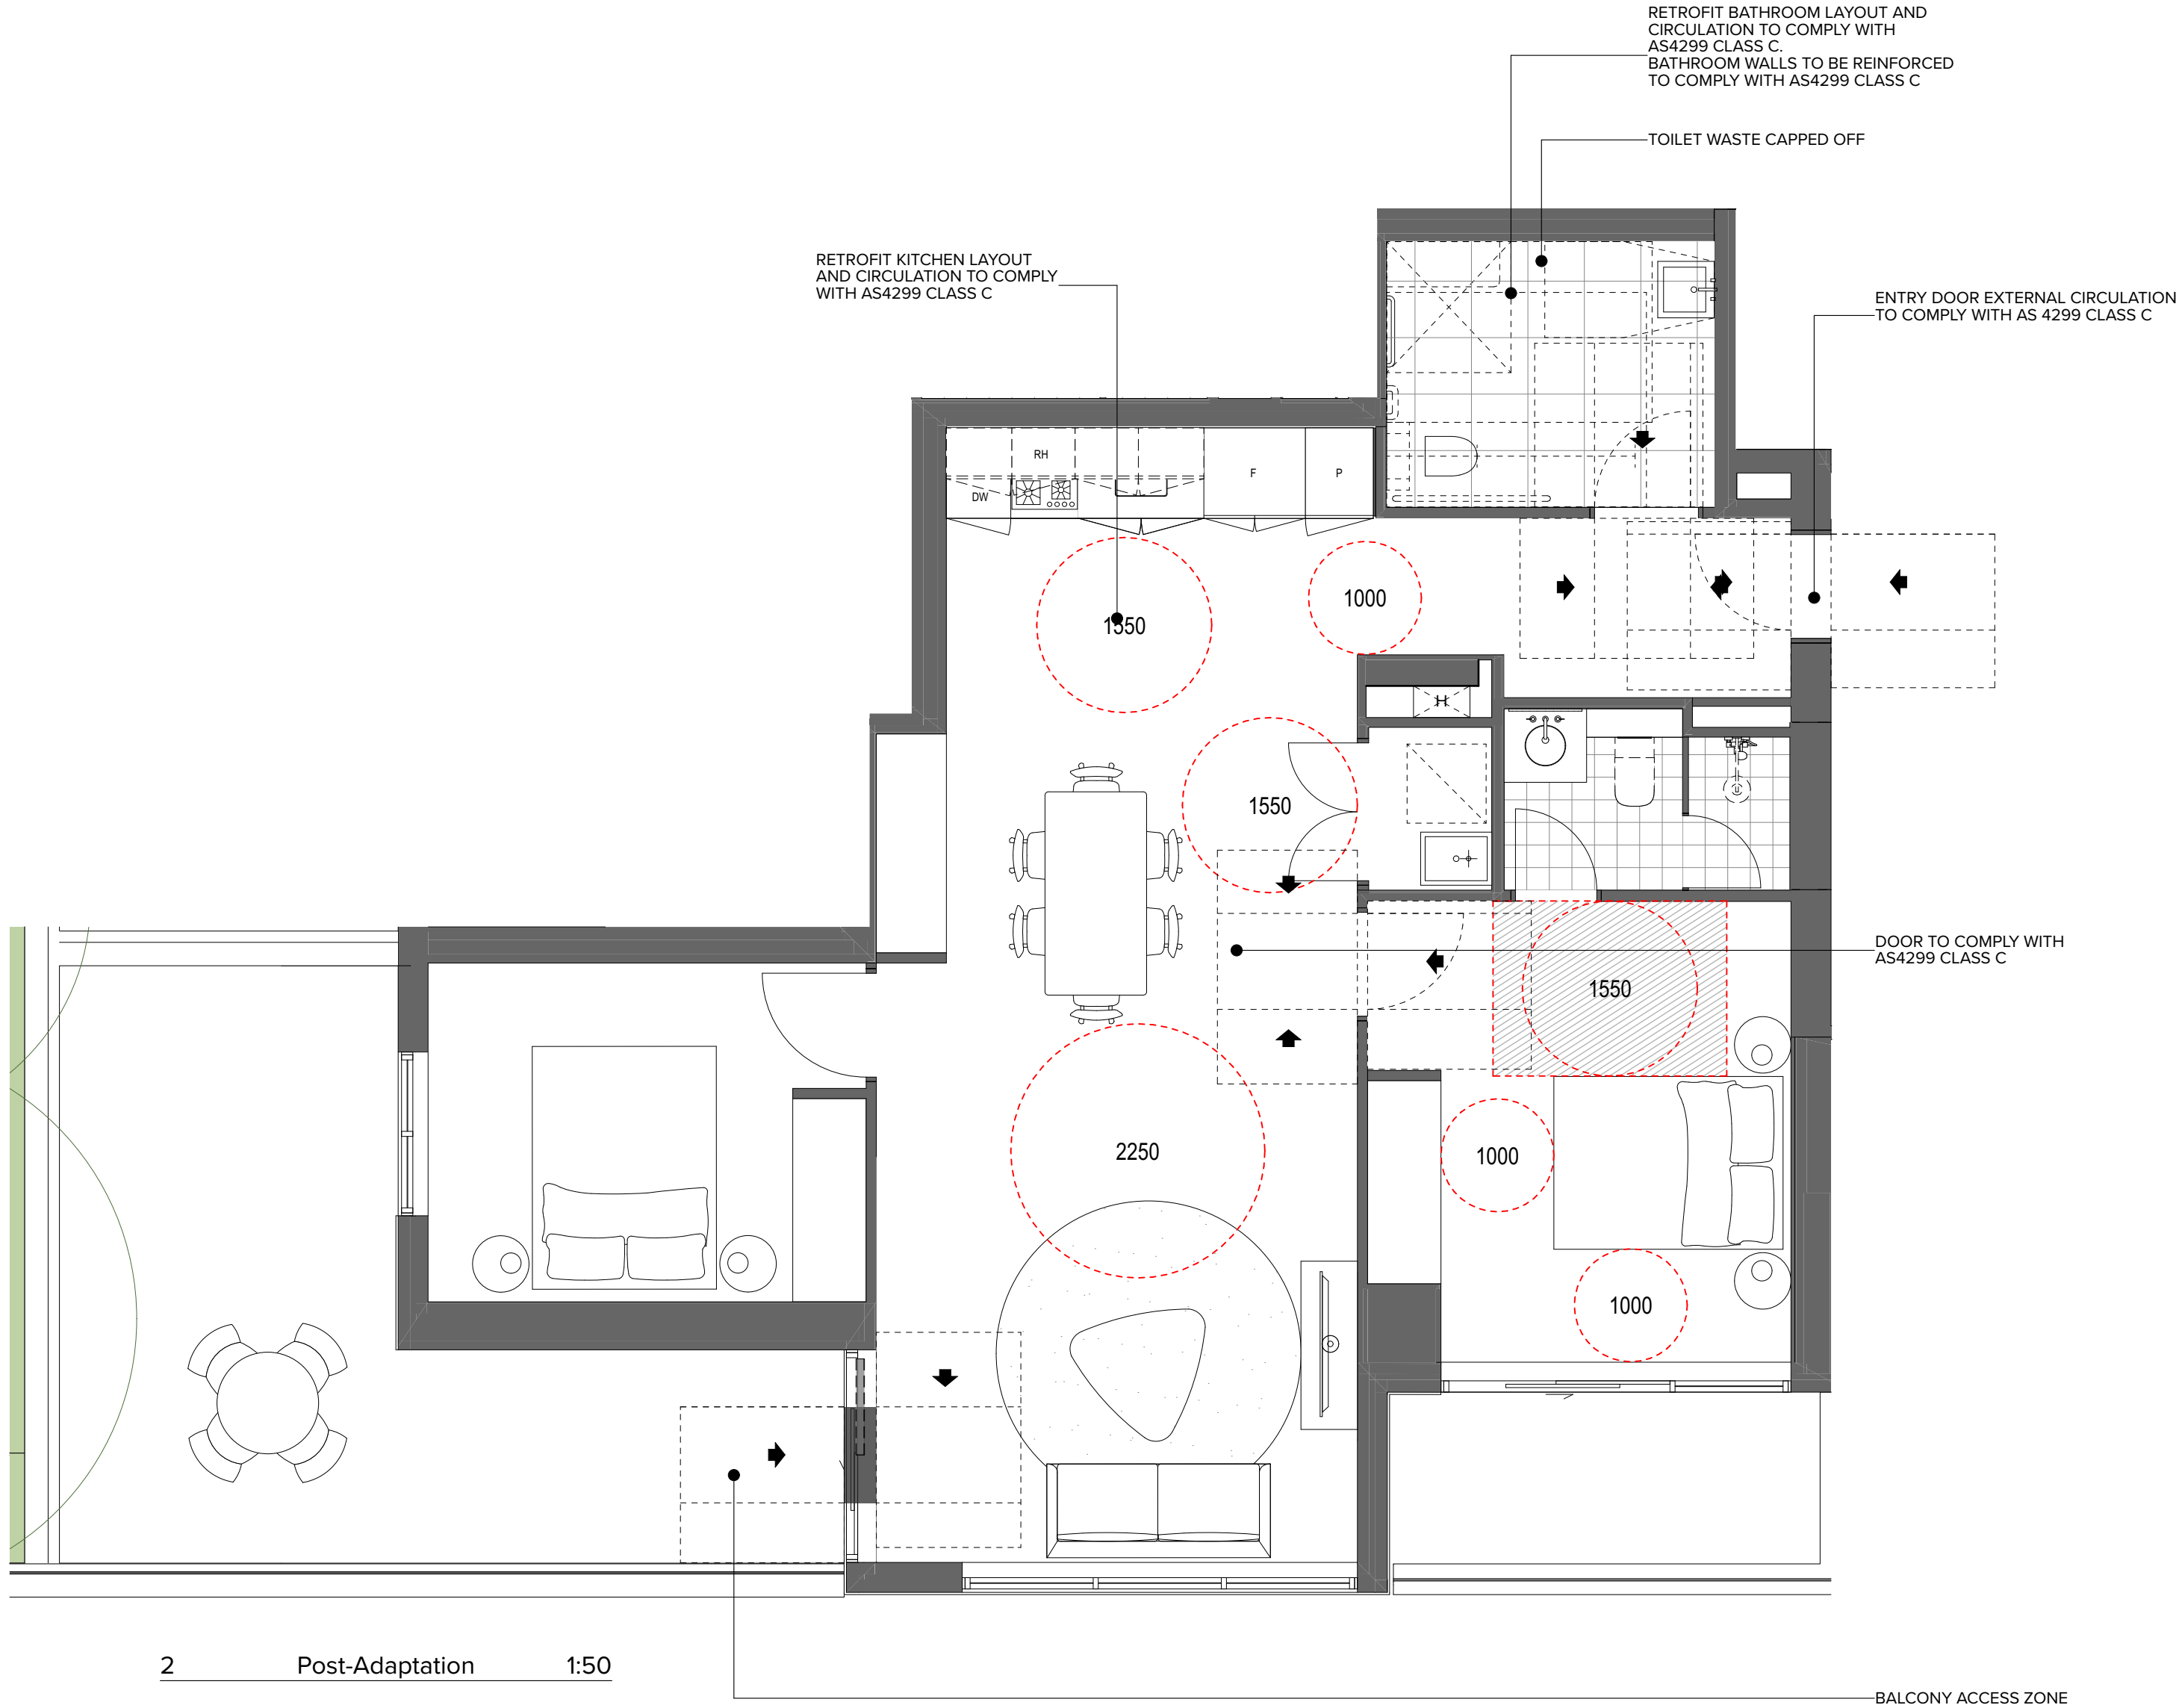 RETROFIT BATHROOM LAYOUT AND
CIRCULATION TO COMPLY WITH
AS4299 CLASS C.
BATHROOM WALLS TO BE REINFORCED
TO COMPLY WITH AS4299 CLASS C
TOILET WASTE CAPPED OFF
RETROFIT KITCHEN LAYOUT
AND CIRCULATION TO COMPLY
WITH AS4299 CLASS C
ENTRY DOOR EXTERNAL CIRCULATION
TO COMPLY WITH AS 4299 CLASS C
RH
F
P
DW
1000
1550
H
1550
DOOR TO COMPLY WITH
AS4299 CLASS C
1550
2250
1000
1000
2 Post-Adaptation 1:50
BALCONY ACCESS ZONE